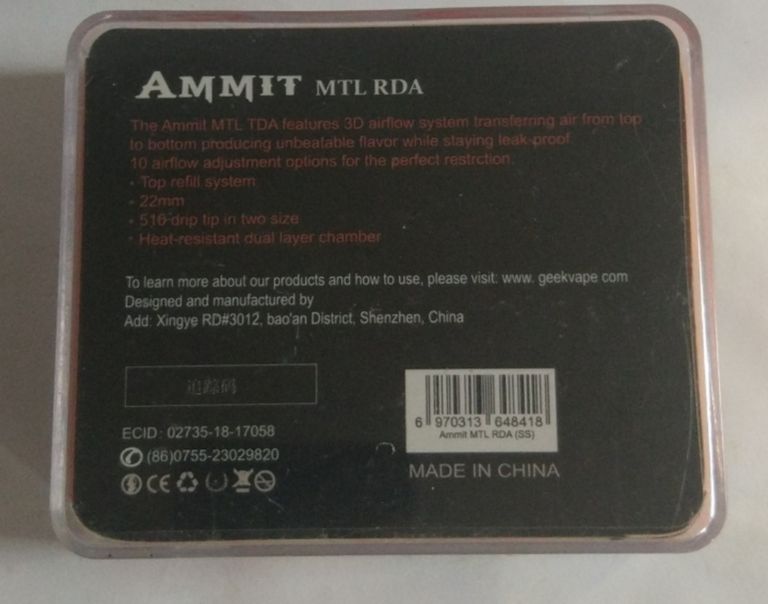 AMMIT MTL RDA
The Ammit MTL TDA features 3D airflow system transferring air from top
to bottom producing unbeatable flavor while staying leak-proof
10 airflow adjustment options for the perfect restrction.
• Top refill system
• 22mm
• 510 drip tip in two size
• Heat-resistant dual layer chamber
To learn more about our products and how to use, please visit: www. geekvape com
Designed and manufactured by
Add: Xingye RD#3012, bao'an District, Shenzhen, China
追踪码
6 970313 648418
Ammit MTL RDA (SS)
ECID: 02735-18-17058
(86)0755-23029820
CE
MADE IN CHINA